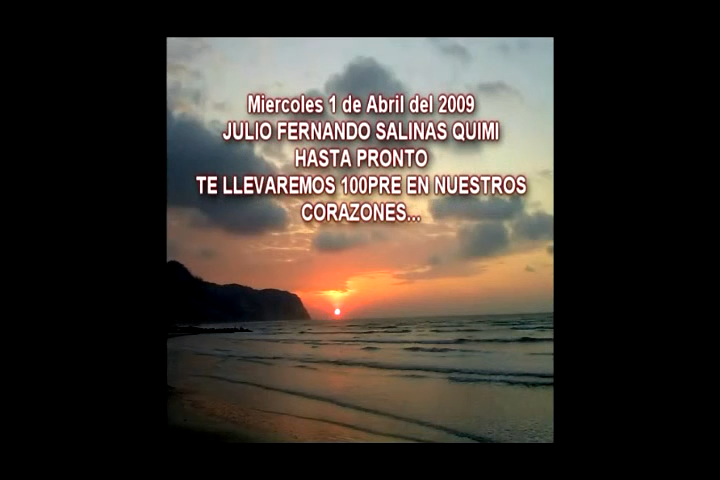 Miercoles 1 de Abril del 2009
JULIO FERNANDO SALINAS QUIMI
HASTA PRONTO
TE LLEVAREMOS 100PRE EN NUESTROS
CORAZONES...